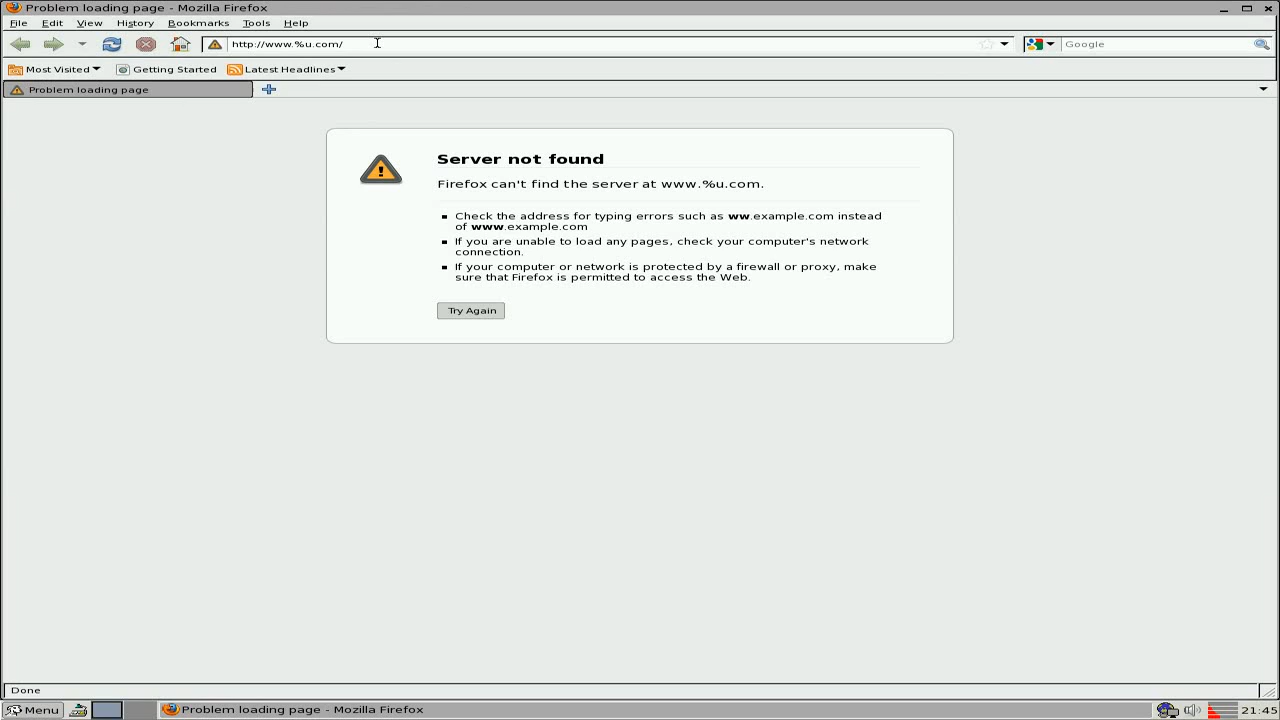 Problem loading page - Mozilla Firefox
File Edit View History Bookmarks Tools Help
http://www.%u.com/ Google
Most Visited Getting Started Latest Headlines
Problem loading page
Server not found
Firefox can't find the server at www.%u.com.
Check the address for typing errors such as ww.example.com instead
of www.example.com
If you are unable to load any pages, check your computer's network
connection.
If your computer or network is protected by a firewall or proxy, make
sure that Firefox is permitted to access the Web.
Try Again
Done
Menu Problem loading page - Mozilla Firefox 21:45